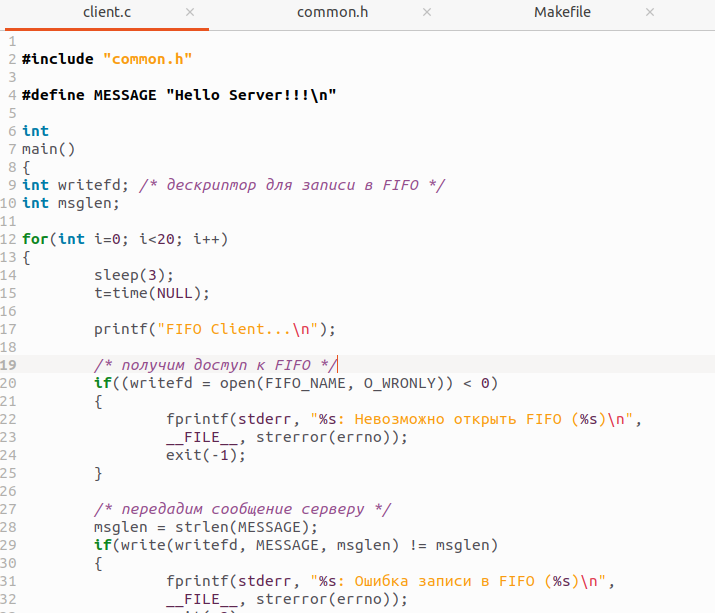 client.c × common.h × Makefile ×
1
2 #include "common.h"
3
4 #define MESSAGE "Hello Server!!!\n"
5
6 int
7 main()
8 {
9 int writefd; /* дескриптор для записи в FIFO */
10 int msglen;
11
12 for(int i=0; i<20; i++)
13 {
14 sleep(3);
15 t=time(NULL);
16
17 printf("FIFO Client...\n");
18
19 /* получим доступ к FIFO */
20 if((writefd = open(FIFO_NAME, O_WRONLY)) < 0)
21 {
22 fprintf(stderr, "%s: Невозможно открыть FIFO (%s)\n",
23 __FILE__, strerror(errno));
24 exit(-1);
25 }
26
27 /* передадим сообщение серверу */
28 msglen = strlen(MESSAGE);
29 if(write(writefd, MESSAGE, msglen) != msglen)
30 {
31 fprintf(stderr, "%s: Ошибка записи в FIFO (%s)\n",
32 __FILE__, strerror(errno));